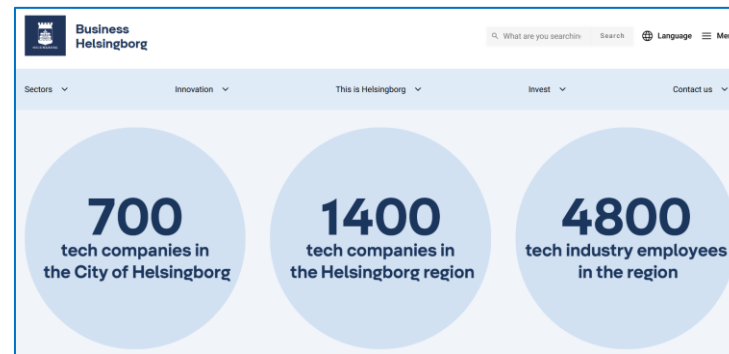 Business
Helsingborg
What are you searchin
Search
Language
Me
Sectors
Innovation
This is Helsingborg
Invest
Contact us
700
tech companies in
the City of Helsingborg
1400
tech companies in
the Helsingborg region
4800
tech industry employees
in the region